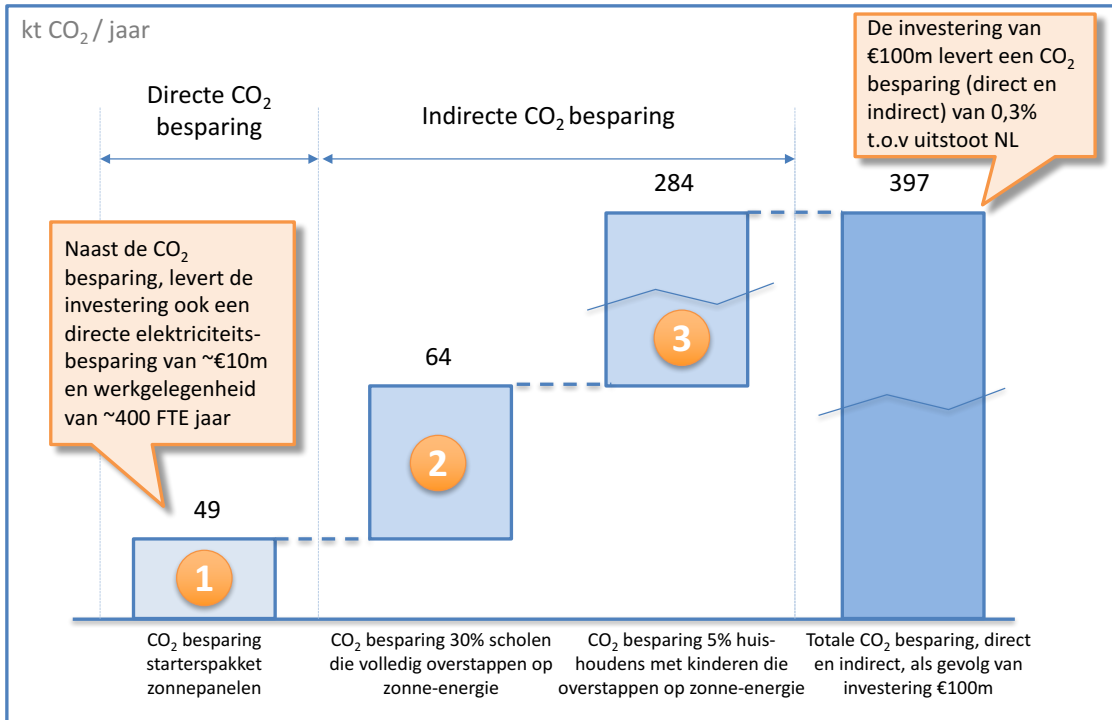 kt CO₂ / jaar
Directe CO₂
besparing
Indirecte CO₂ besparing
De investering van
€100m levert een CO₂
besparing (direct en
indirect) van 0,3%
t.o.v uitstoot NL
Naast de CO₂
besparing, levert de
investering ook een
directe elektriciteits-
besparing van ~€10m
en werkgelegenheid
van ~400 FTE jaar
49
64
284
397
1
2
3
CO₂ besparing
starterspakket
zonnepanelen
CO₂ besparing 30% scholen
die volledig overstappen op
zonne-energie
CO₂ besparing 5% huis-
houdens met kinderen die
overstappen op zonne-energie
Totale CO₂ besparing, direct
en indirect, als gevolg van
investering €100m